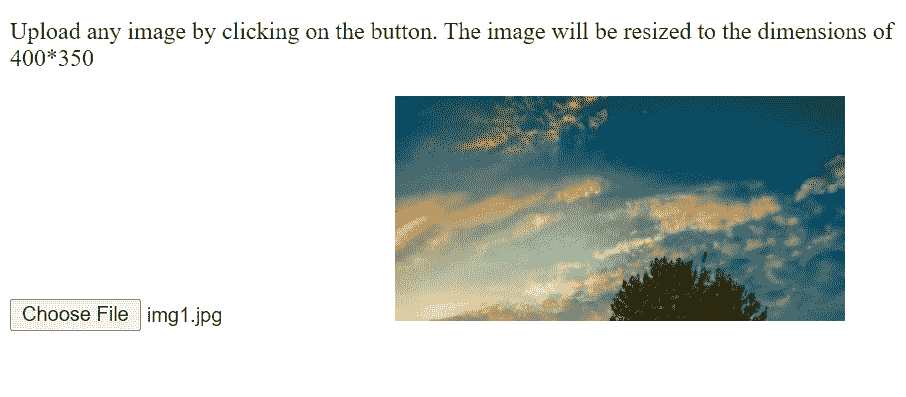 Upload any image by clicking on the button. The image will be resized to the dimensions of
400*350
Choose File img1.jpg